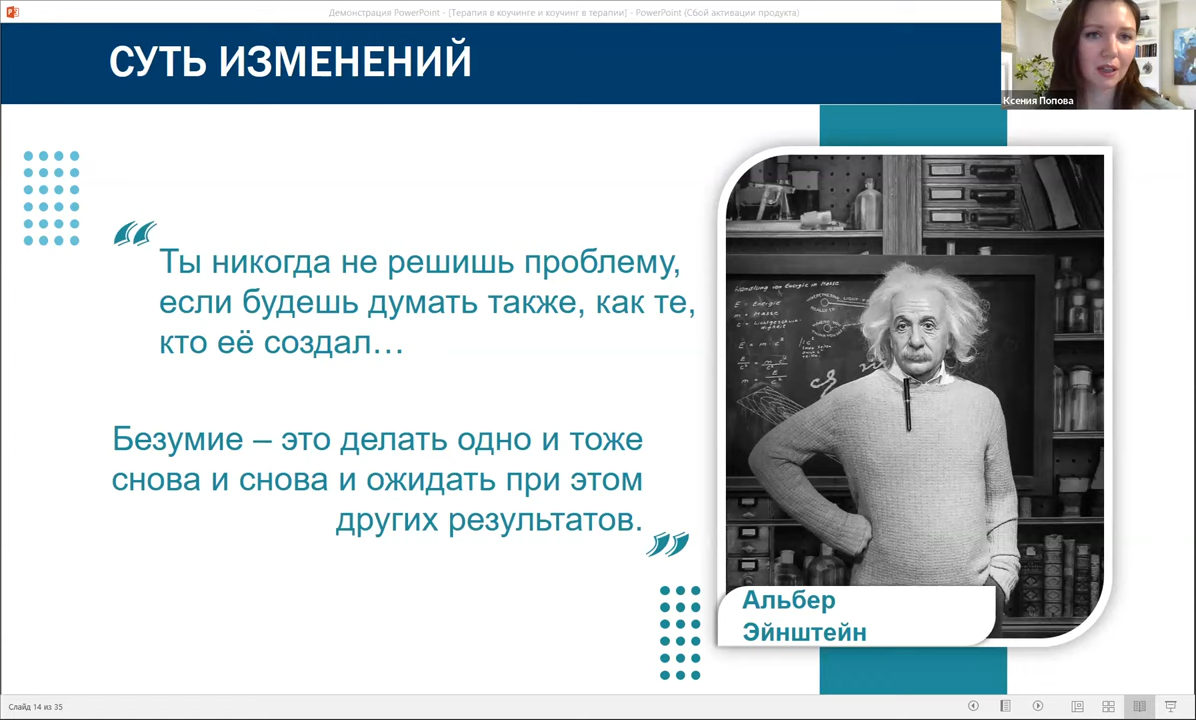 Демонстрация PowerPoint - [Терапия в коучинге и коучинг в терапии] - PowerPoint (Сбой активации продукта)
СУТЬ ИЗМЕНЕНИЙ
Ксения Попова
“
Ты никогда не решишь проблему,
если будешь думать также, как те,
кто её создал…
Безумие – это делать одно и тоже
снова и снова и ожидать при этом
других результатов.
”
E = Energie
m = Masse
Альбер
Эйнштейн
Слайд 14 из 35